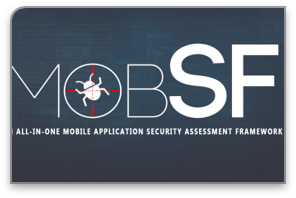 MOBSF
ALL-IN-ONE MOBILE APPLICATION SECURITY ASSESSMENT FRAMEWORK